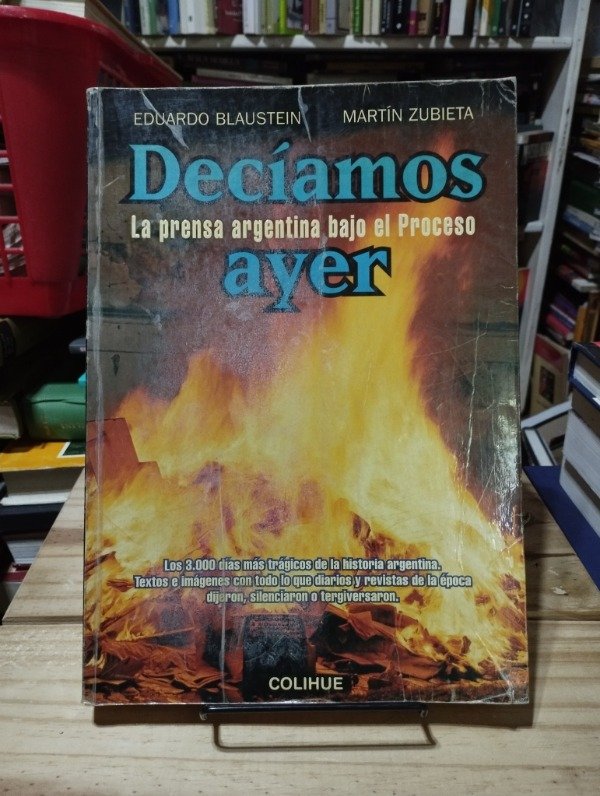 EDUARDO BLAUSTEIN MARTÍN ZUBIETA
Decíamos
La prensa argentina bajo el Proceso
ayer
Los 3.000 días más trágicos de la historia argentina.
Textos e imágenes con todo lo que diarios y revistas de la época
dijeron, silenciaron o tergiversaron.
COLIHUE